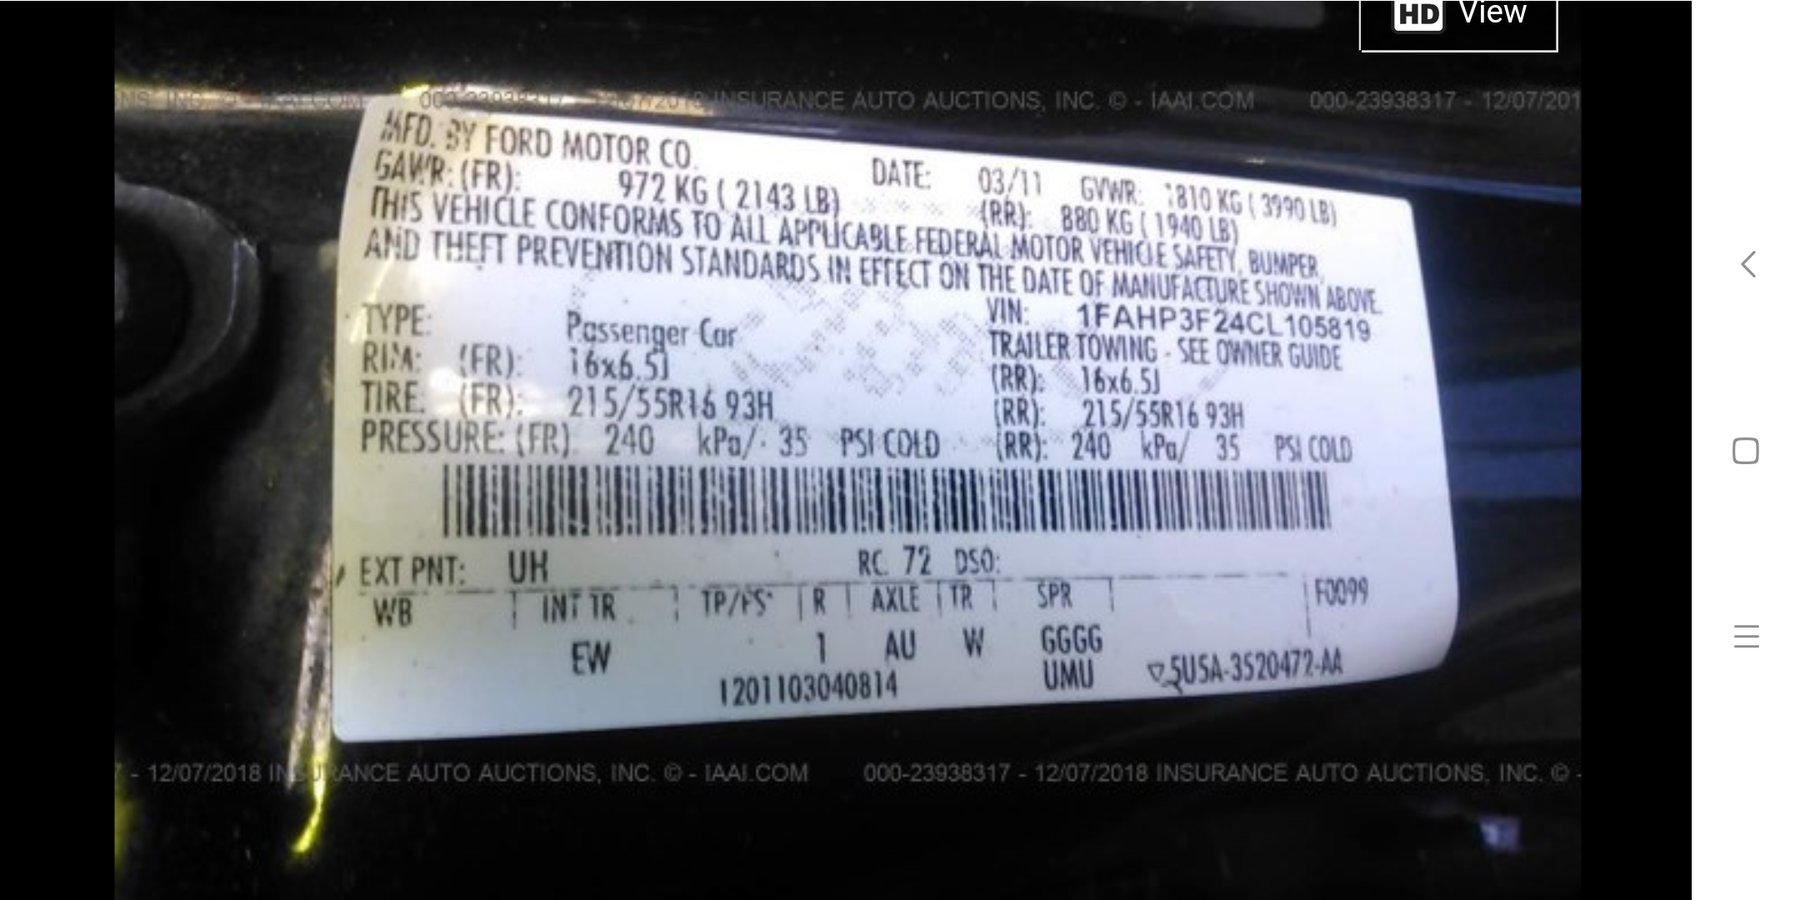 HD View
INSURANCE AUTO AUCTIONS, INC. © - IAAI.COM 000-23938317 - 12/07/201
MFD. BY FORD MOTOR CO.
DATE: 03/11 GVWR: 1810 KG ( 3990 LB)
GAWR: (FR): 972 KG ( 2143 LB) (RR): 880 KG ( 1940 LB)
THIS VEHICLE CONFORMS TO ALL APPLICABLE FEDERAL MOTOR VEHICLE SAFETY, BUMPER,
AND THEFT PREVENTION STANDARDS IN EFFECT ON THE DATE OF MANUFACTURE SHOWN ABOVE.
VIN: 1FAHP3F24CL105819
TYPE: Passenger Car TRAILER TOWING - SEE OWNER GUIDE
RIM: (FR): 16x6.5J (RR): 16x6.5J
TIRE: (FR): 215/55R16 93H (RR): 215/55R16 93H
PRESSURE: (FR) 240 kPa/ 35 PSI COLD (RR): 240 kPa/ 35 PSI COLD
EXT PNT: UH RC: 72 DSO:
WB INT TR TP/PS R AXLE TR SPR F0099
EW 1 AU W GGGG
1201103040814 UMU 5U5A-3520472-AA
- 12/07/2018 INSURANCE AUTO AUCTIONS, INC. © - IAAI.COM 000-23938317 - 12/07/2018 INSURANCE AUTO AUCTIONS, INC. © -